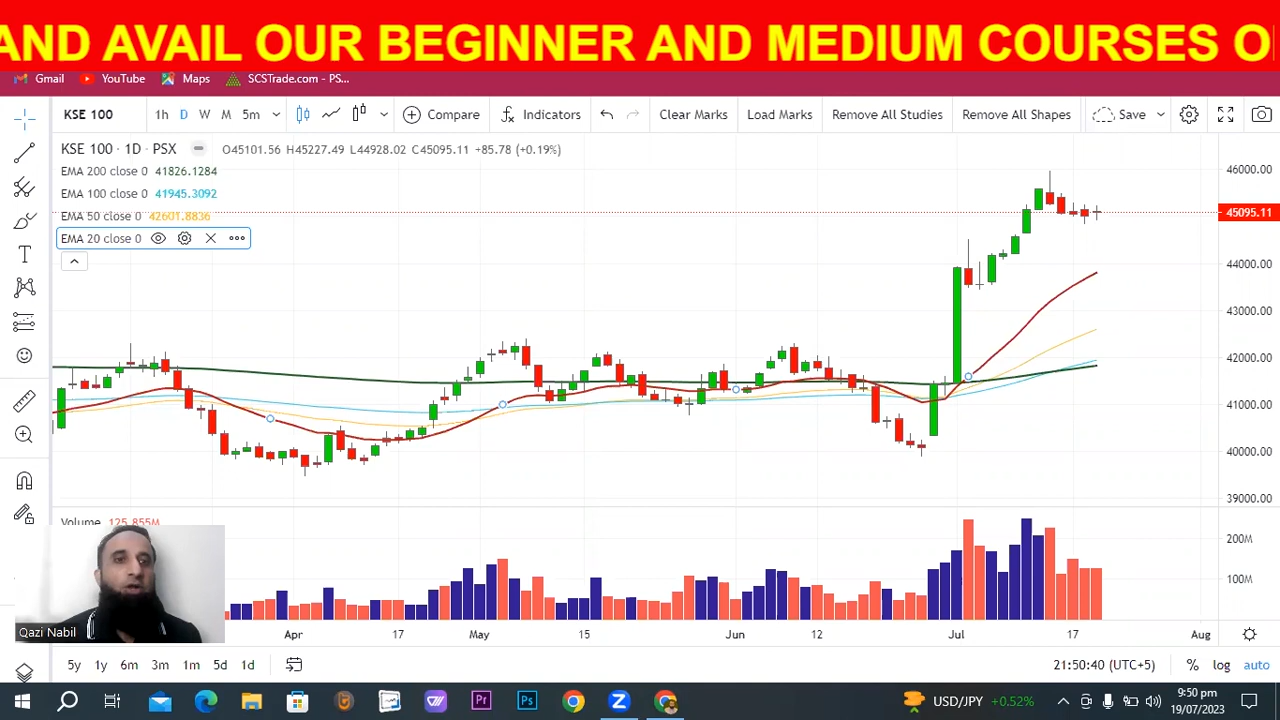 AND AVAIL OUR BEGINNER AND MEDIUM COURSES O
Gmail YouTube Maps SCSTrade.com - PS...
KSE 100 1h D W M 5m Compare Indicators Clear Marks Load Marks Remove All Studies Remove All Shapes Save
KSE 100 · 1D · PSX O45101.56 H45227.49 L44928.02 C45095.11 +85.78 (+0.19%)
EMA 200 close 0 41826.1284
EMA 100 close 0 41945.3092
EMA 50 close 0 42601.8836
EMA 20 close 0
46000.00
45095.11
44000.00
43000.00
42000.00
41000.00
40000.00
39000.00
Volume 125.855M
200M
100M
Qazi Nabil
Apr 17 May 15 Jun 12 Jul 17 Aug
5y 1y 6m 3m 1m 5d 1d 21:50:40 (UTC+5) % log auto
USD/JPY +0.52% 9:50 pm
19/07/2023